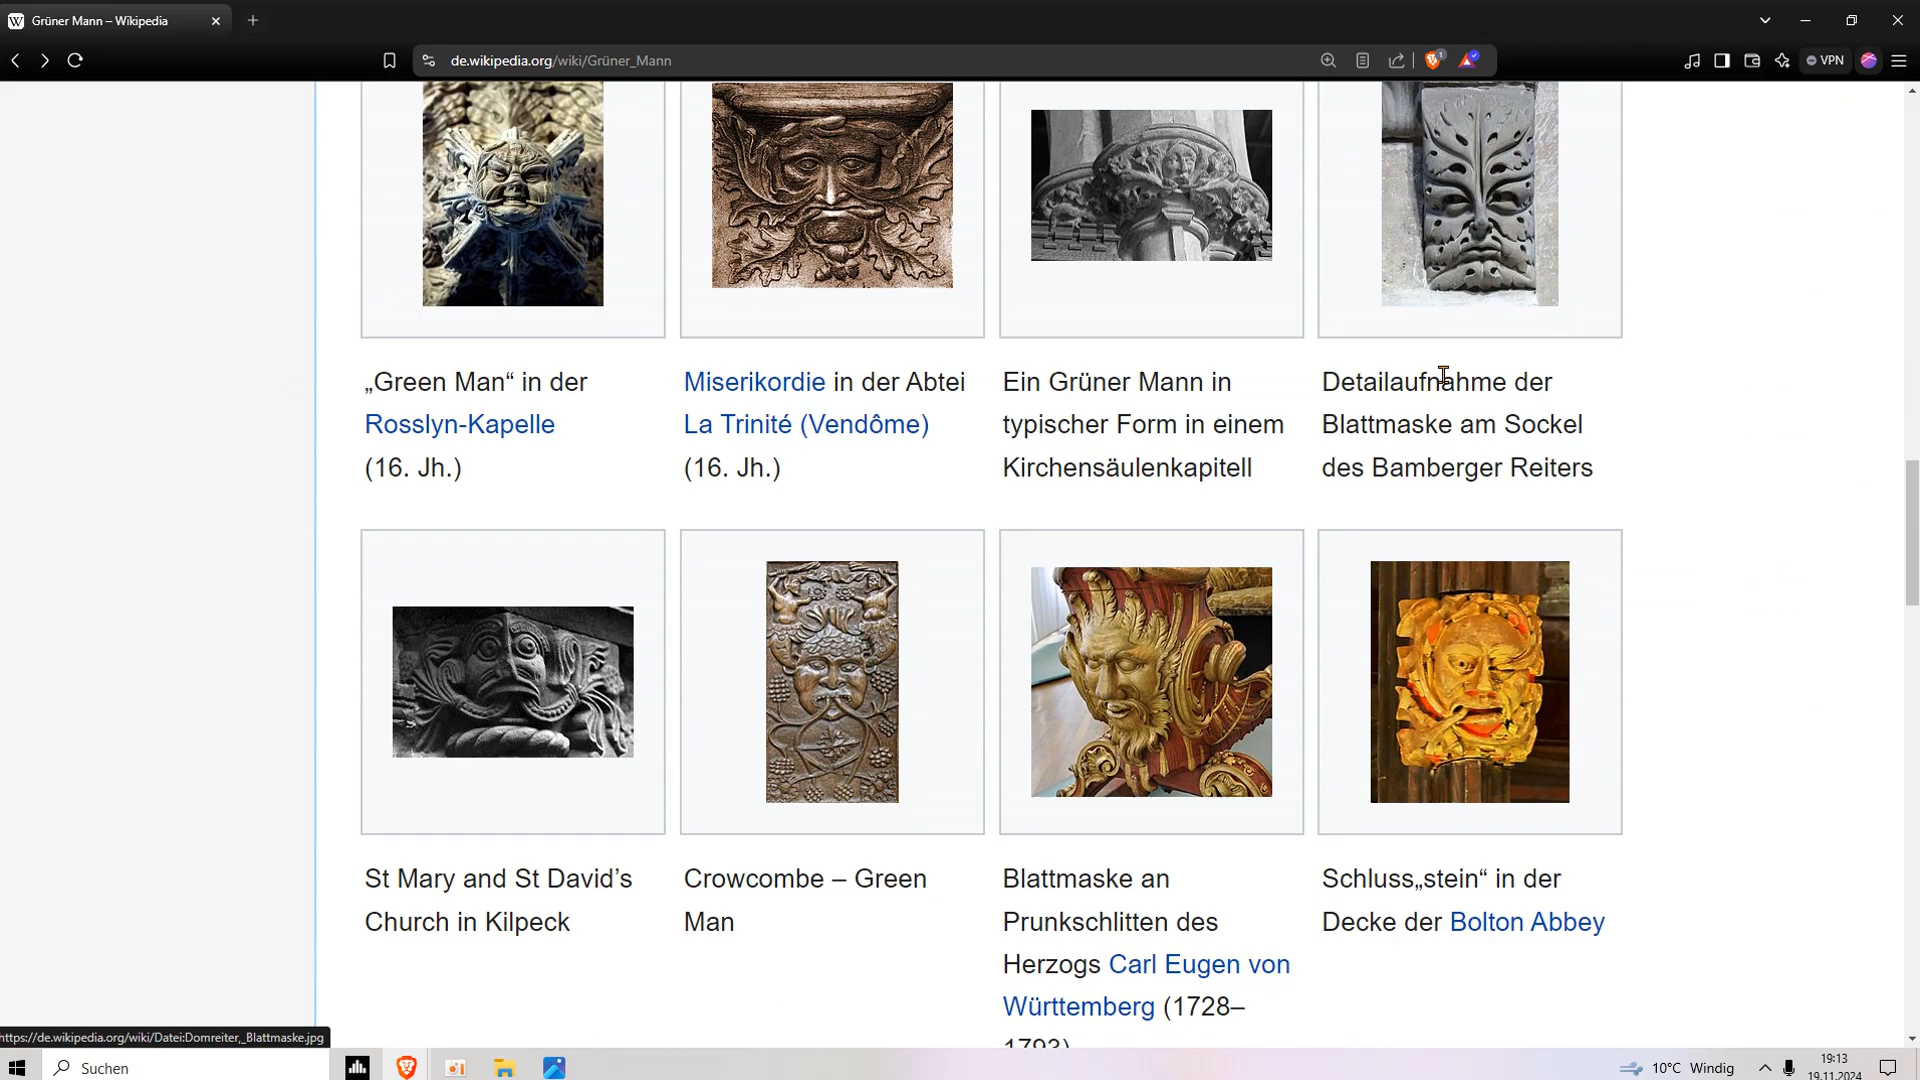 Grüner Mann – Wikipedia
de.wikipedia.org/wiki/Grüner_Mann
1
VPN
„Green Man“ in der
Rosslyn-Kapelle
(16. Jh.)
Miserikordie in der Abtei
La Trinité (Vendôme)
(16. Jh.)
Ein Grüner Mann in
typischer Form in einem
Kirchensäulenkapitell
Detailaufnahme der
Blattmaske am Sockel
des Bamberger Reiters
St Mary and St David’s
Church in Kilpeck
Crowcombe – Green
Man
Blattmaske an
Prunkschlitten des
Herzogs Carl Eugen von
Württemberg (1728–
1793)
Schluss„stein“ in der
Decke der Bolton Abbey
https://de.wikipedia.org/wiki/Datei:Domreiter,_Blattmaske.jpg
Suchen
10°C Windig
19:13
19.11.2024